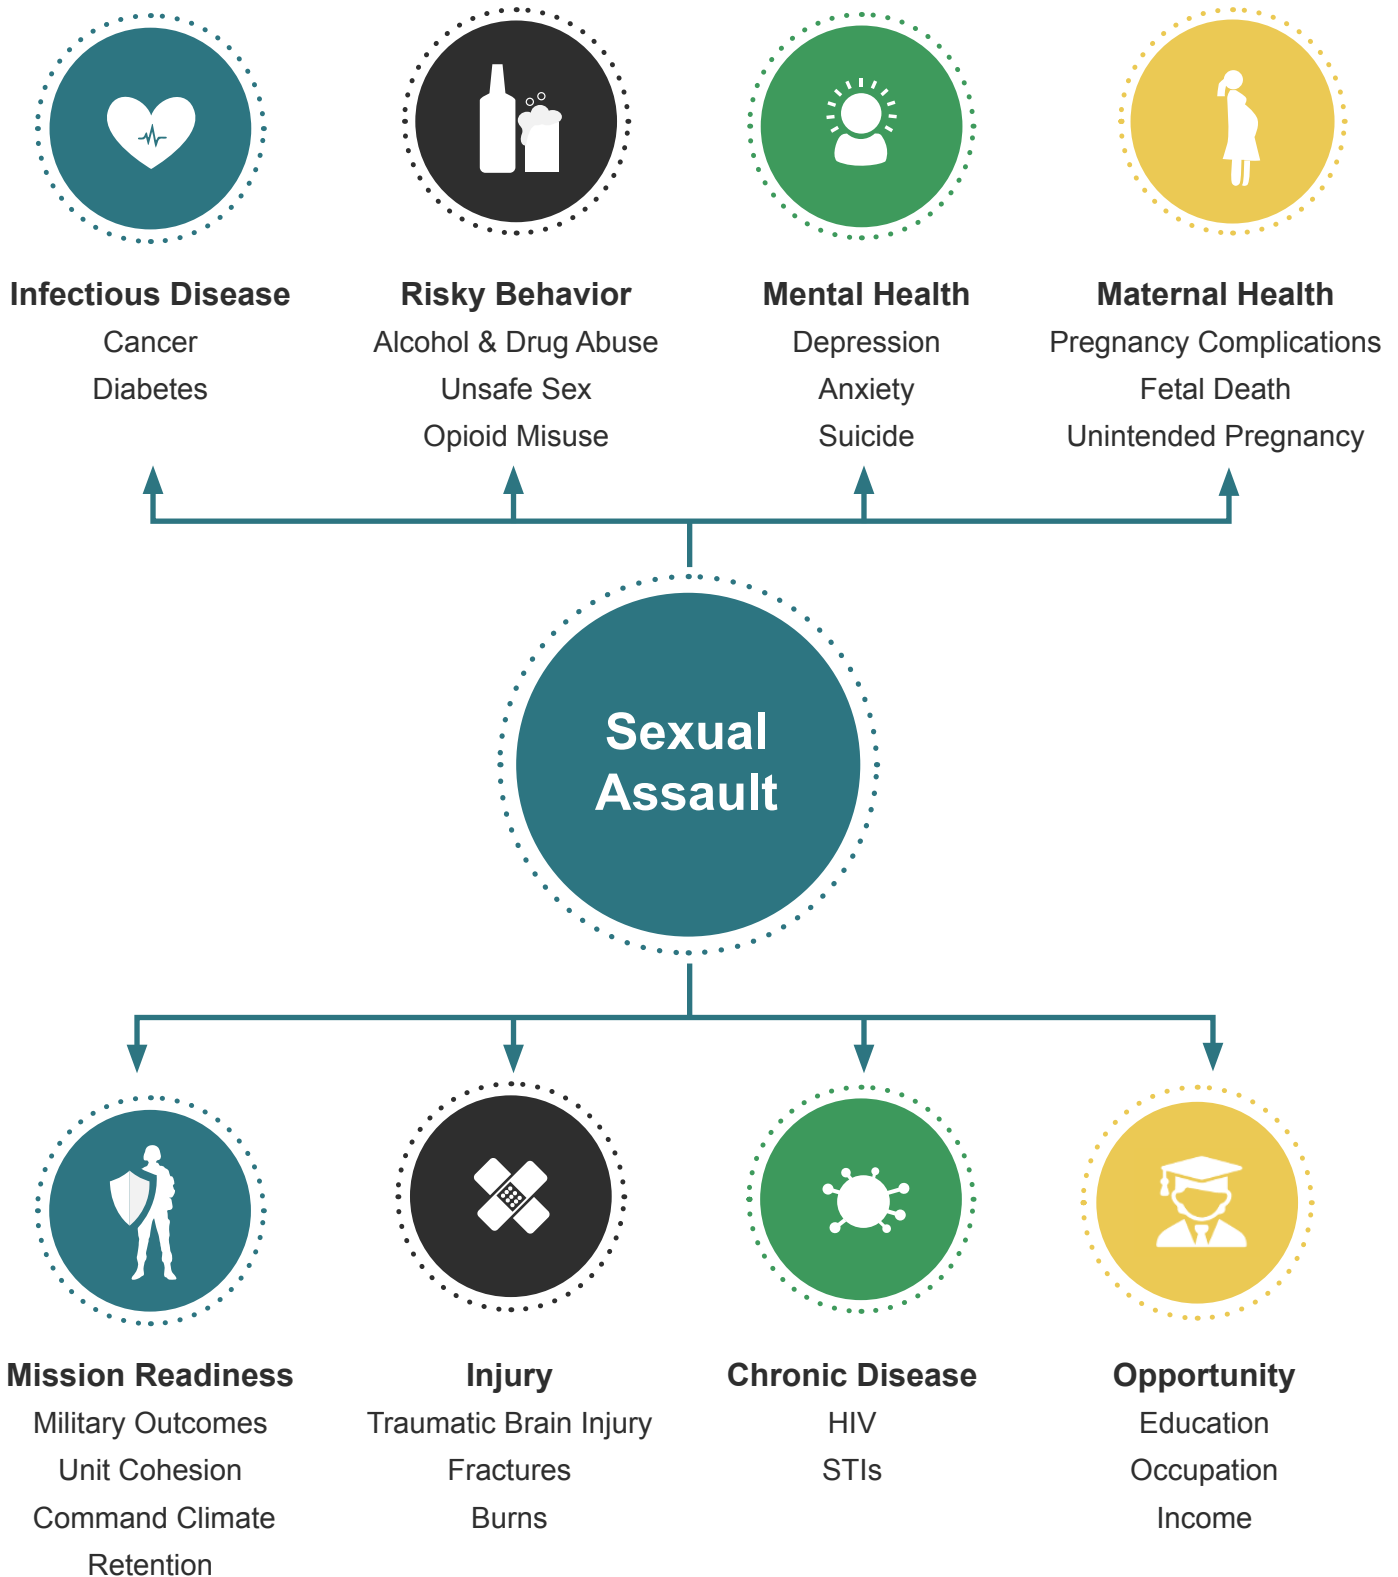 Infectious Disease
Cancer
Diabetes
Risky Behavior
Alcohol & Drug Abuse
Unsafe Sex
Opioid Misuse
Mental Health
Depression
Anxiety
Suicide
Maternal Health
Pregnancy Complications
Fetal Death
Unintended Pregnancy
Sexual
Assault
Mission Readiness
Military Outcomes
Unit Cohesion
Command Climate
Retention
Injury
Traumatic Brain Injury
Fractures
Burns
Chronic Disease
HIV
STIs
Opportunity
Education
Occupation
Income